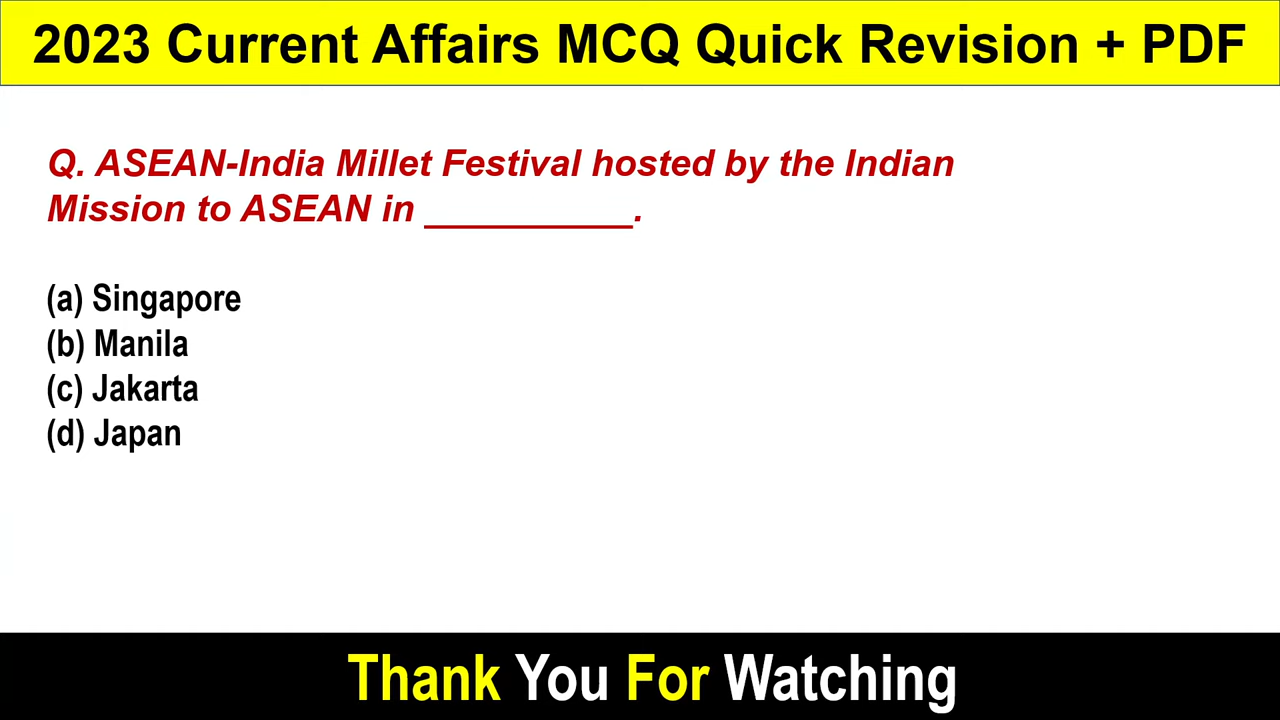 2023 Current Affairs MCQ Quick Revision + PDF
Q. ASEAN-India Millet Festival hosted by the Indian
Mission to ASEAN in __________.
(a) Singapore
(b) Manila
(c) Jakarta
(d) Japan
Thank You For Watching